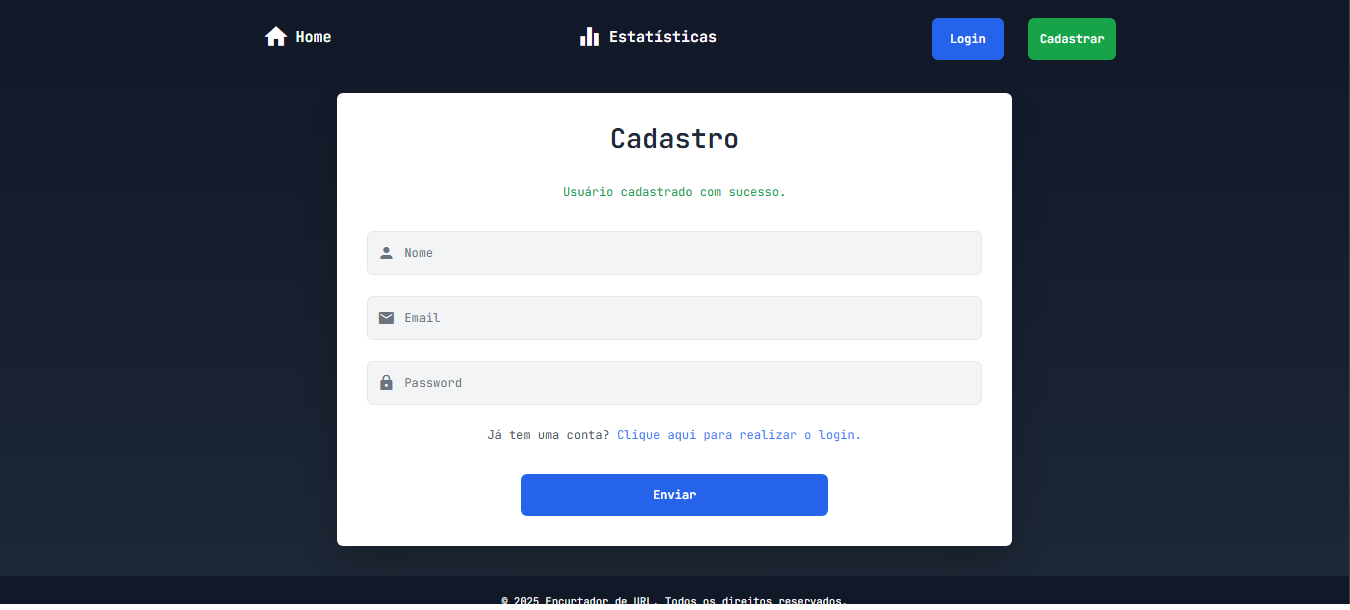 Home
Estatísticas
Login
Cadastrar
Cadastro
Usuário cadastrado com sucesso.
Nome
Email
Password
Já tem uma conta? Clique aqui para realizar o login.
Enviar
© 2025 Encurtador de URL. Todos os direitos reservados.